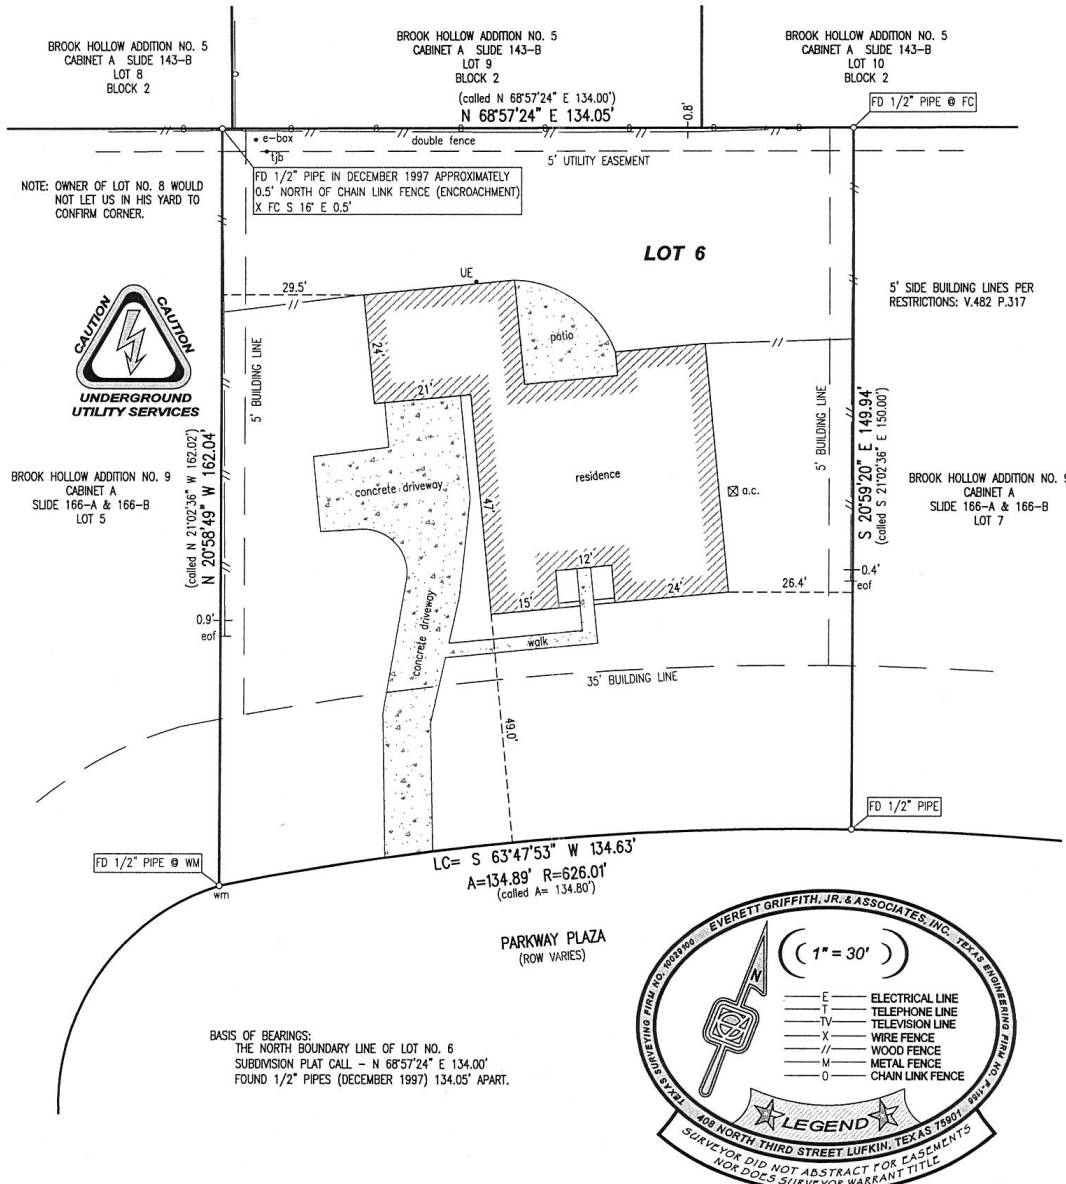 BROOK HOLLOW ADDITION NO. 5
CABINET A SLIDE 143-B
LOT 8
BLOCK 2
BROOK HOLLOW ADDITION NO. 5
CABINET A SLIDE 143-B
LOT 9
BLOCK 2
BROOK HOLLOW ADDITION NO. 5
CABINET A SLIDE 143-B
LOT 10
BLOCK 2
(called N 68°57'24" E 134.00')
N 68°57'24" E 134.05'
0.8'
FD 1/2" PIPE @ FC
e-box
tjb
double fence
5' UTILITY EASEMENT
FD 1/2" PIPE IN DECEMBER 1997 APPROXIMATELY
0.5' NORTH OF CHAIN LINK FENCE (ENCROACHMENT)
X FC S 16° E 0.5'
NOTE: OWNER OF LOT NO. 8 WOULD
NOT LET US IN HIS YARD TO
CONFIRM CORNER.
LOT 6
UE
29.5'
5' SIDE BUILDING LINES PER
RESTRICTIONS: V.482 P.317
CAUTION
CAUTION
UNDERGROUND
UTILITY SERVICES
patio
24'
21'
5' BUILDING LINE
5' BUILDING LINE
(called N 21°02'36" W 162.02')
N 20°58'49" W 162.04'
S 20°59'20" E 149.94'
(called S 21°02'36" E 150.00')
BROOK HOLLOW ADDITION NO. 9
CABINET A
SLIDE 166-A & 166-B
LOT 5
concrete driveway
residence
47'
a.c.
BROOK HOLLOW ADDITION NO. 9
CABINET A
SLIDE 166-A & 166-B
LOT 7
12'
15'
24'
26.4'
0.4'
eof
0.9'
eof
concrete driveway
walk
35' BUILDING LINE
49.0'
FD 1/2" PIPE
FD 1/2" PIPE @ WM
wm
LC= S 63°47'53" W 134.63'
A=134.89' R=626.01'
(called A= 134.80')
PARKWAY PLAZA
(ROW VARIES)
BASIS OF BEARINGS:
THE NORTH BOUNDARY LINE OF LOT NO. 6
SUBDIVISION PLAT CALL - N 68°57'24" E 134.00'
FOUND 1/2" PIPES (DECEMBER 1997) 134.05' APART.
TEXAS SURVEYING FIRM NO. 10029100 EVERETT GRIFFITH, JR. & ASSOCIATES, INC. TEXAS ENGINEERING FIRM NO. F-1156
N
( 1" = 30' )
E ELECTRICAL LINE
T TELEPHONE LINE
TV TELEVISION LINE
X WIRE FENCE
// WOOD FENCE
M METAL FENCE
O CHAIN LINK FENCE
LEGEND
408 NORTH THIRD STREET LUFKIN, TEXAS 75901
SURVEYOR DID NOT ABSTRACT FOR EASEMENTS
NOR DOES SURVEYOR WARRANT TITLE